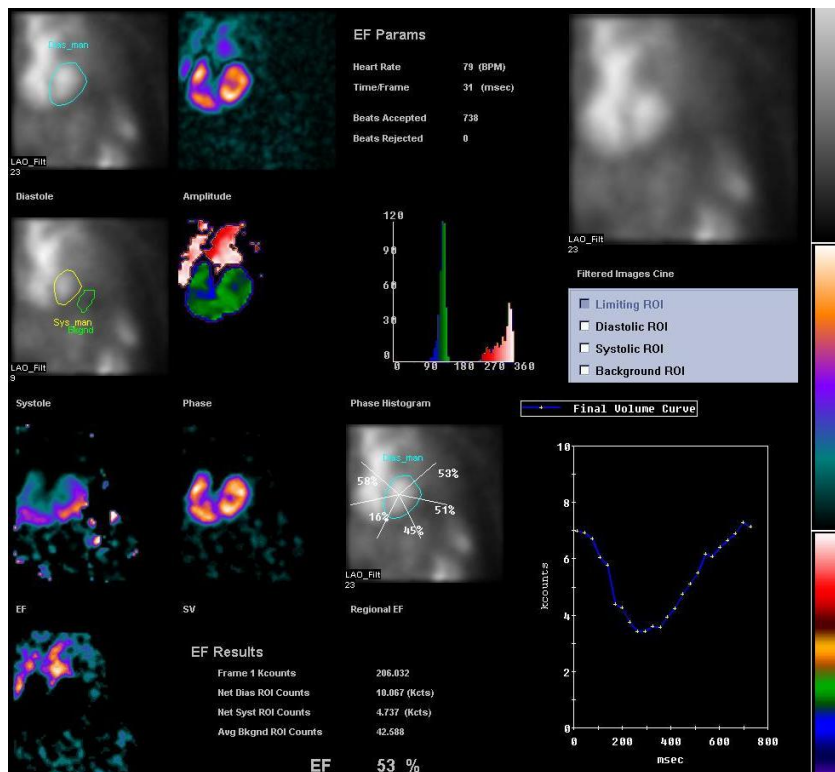 Dias_man
LAO_Filt
23
EF Params
Heart Rate 79 (BPM)
Time/Frame 31 (msec)
Beats Accepted 738
Beats Rejected 0
LAO_Filt
23
Diastole
Amplitude
Sys_man
Bkgnd
9
120
90
60
30
0
0 90 180 270 360
Filtered Images Cine
Limiting ROI
Diastolic ROI
Systolic ROI
Background ROI
Systole
Phase
Phase Histogram
Final Volume Curve
Dias_man
58%
53%
16%
51%
45%
LAO_Filt
23
10
8
6
4
2
0
kcounts
0 200 400 600 800
msec
EF
SV
Regional EF
EF Results
Frame 1 Kcounts 206.032
Net Dias ROI Counts 10.067 (Kcts)
Net Syst ROI Counts 4.737 (Kcts)
Avg Bkgnd ROI Counts 42.588
EF 53 %